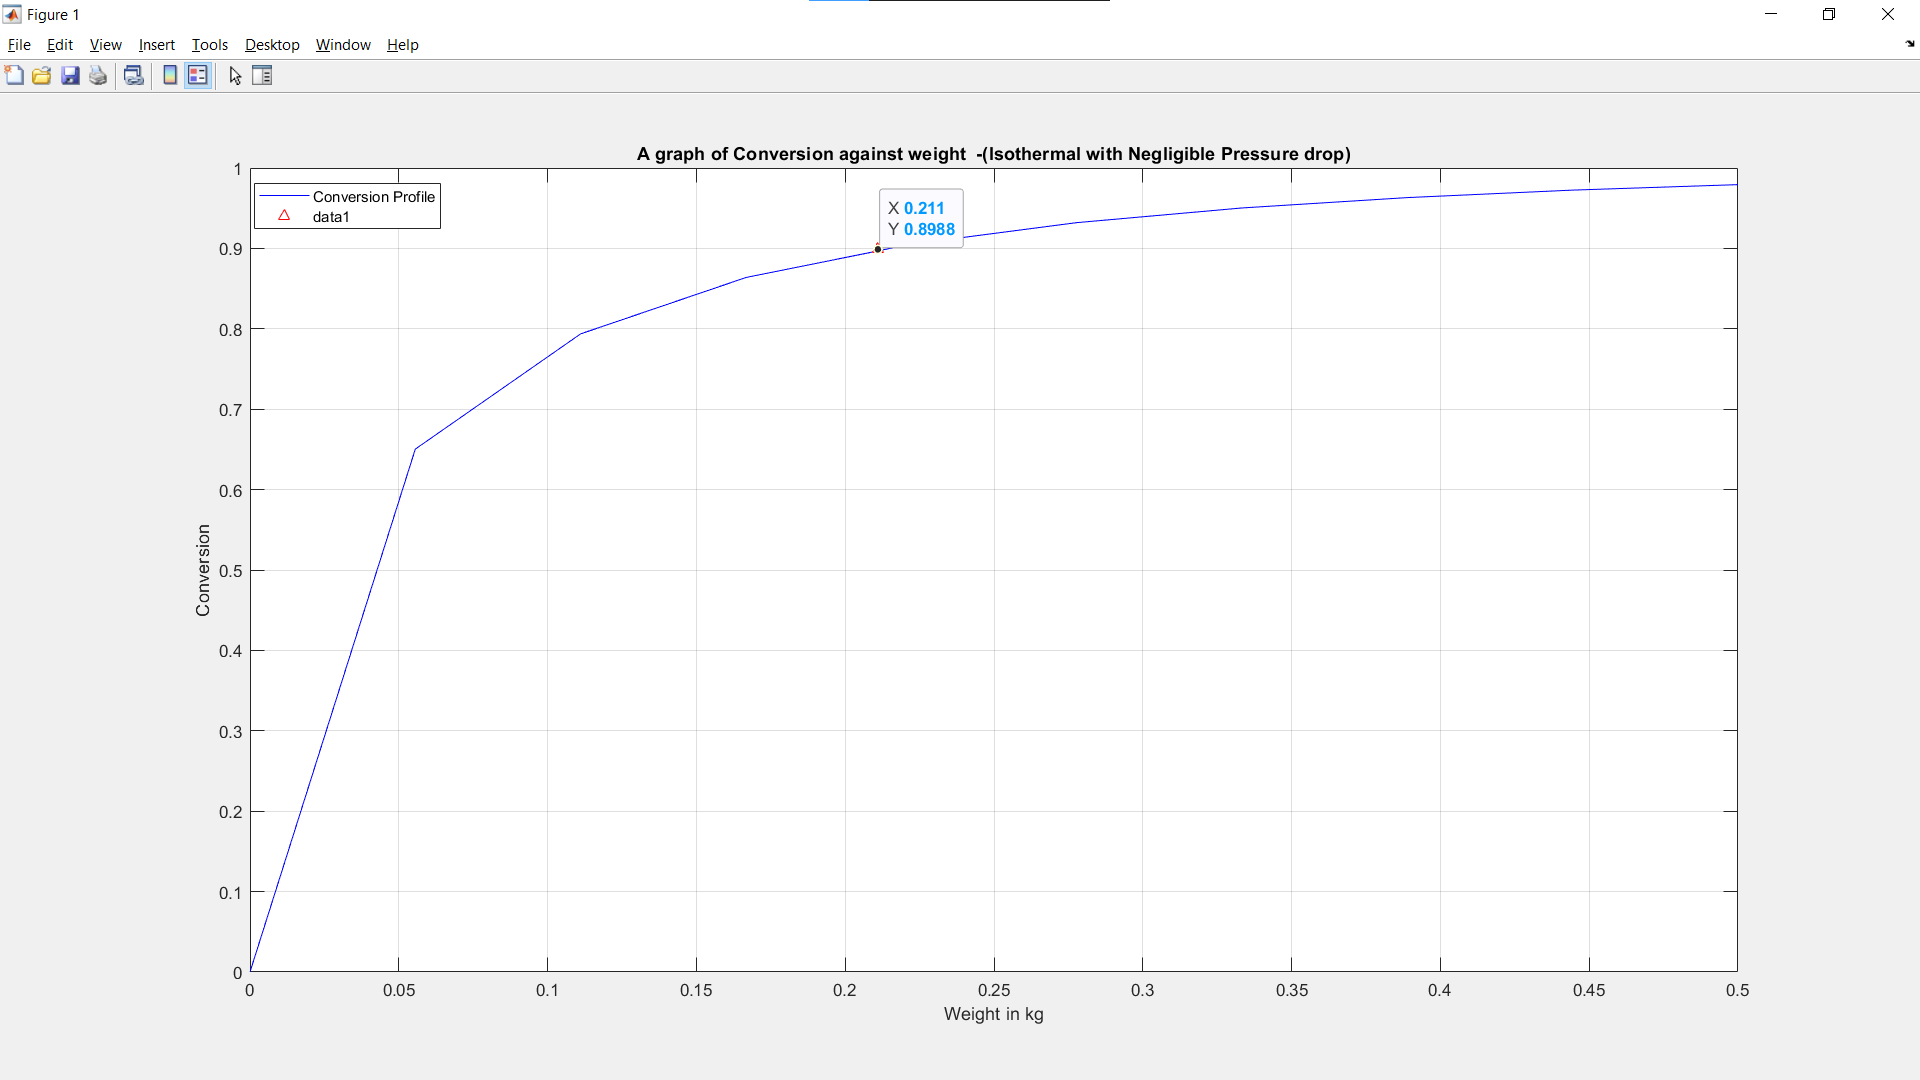 Figure 1
File Edit View Insert Tools Desktop Window Help
A graph of Conversion against weight -(Isothermal with Negligible Pressure drop)
Conversion Profile
data1
X 0.211
Y 0.8988
1
0.9
0.8
0.7
0.6
0.5
0.4
0.3
0.2
0.1
0
Conversion
0 0.05 0.1 0.15 0.2 0.25 0.3 0.35 0.4 0.45 0.5
Weight in kg